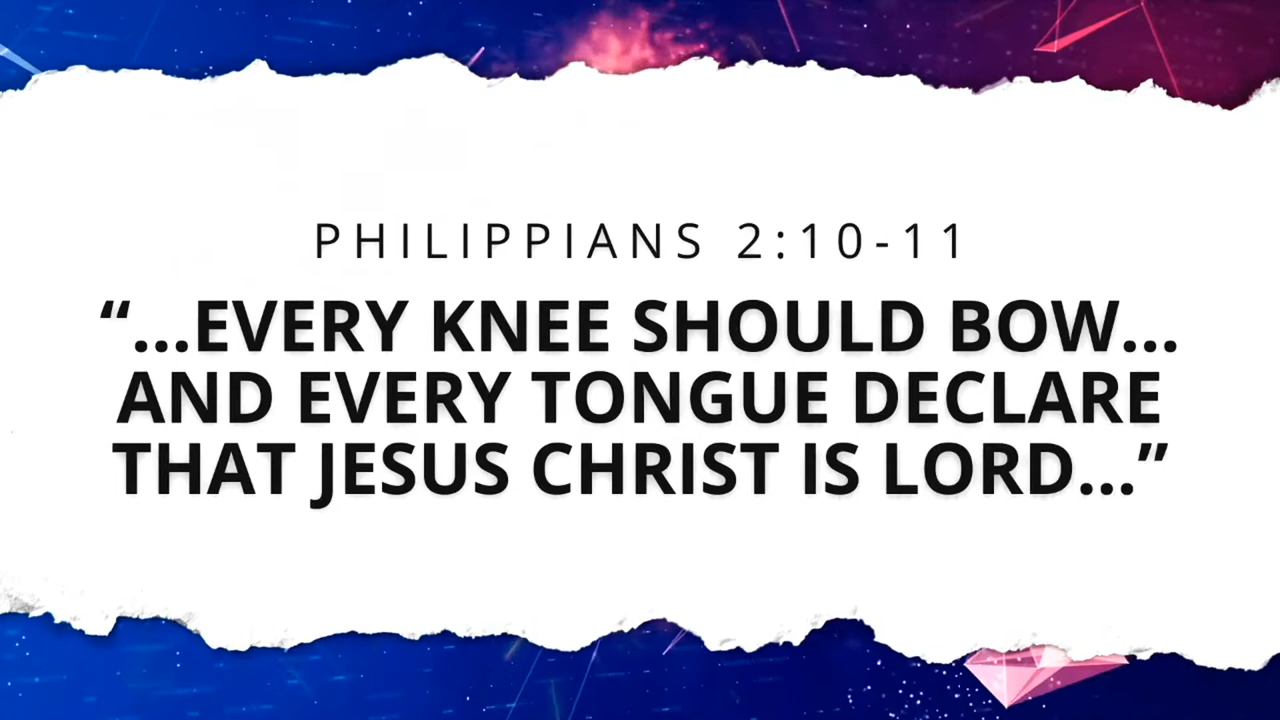 PHILIPPIANS 2:10-11
“...EVERY KNEE SHOULD BOW...
AND EVERY TONGUE DECLARE
THAT JESUS CHRIST IS LORD...”